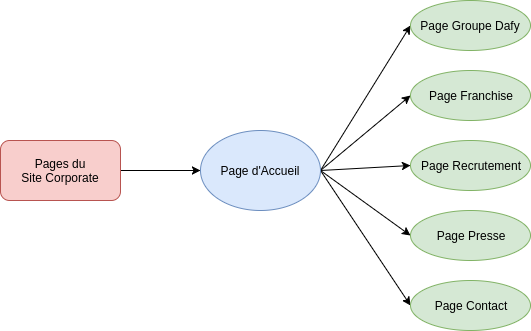 Pages du
Site Corporate
Page d'Accueil
Page Groupe Dafy
Page Franchise
Page Recrutement
Page Presse
Page Contact